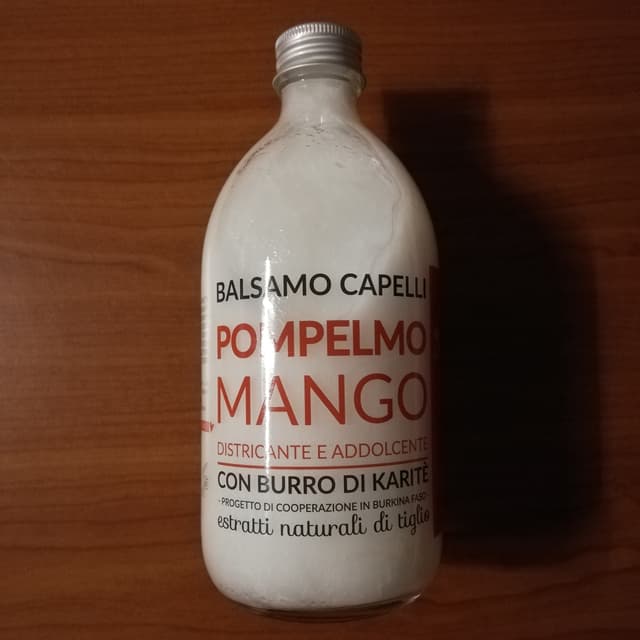 BALSAMO CAPELLI
POMPELMO
MANGO
DISTRICANTE E ADDOLCENTE
CON BURRO DI KARITÈ
- PROGETTO DI COOPERAZIONE IN BURKINA FASO -
estratti naturali di tiglio